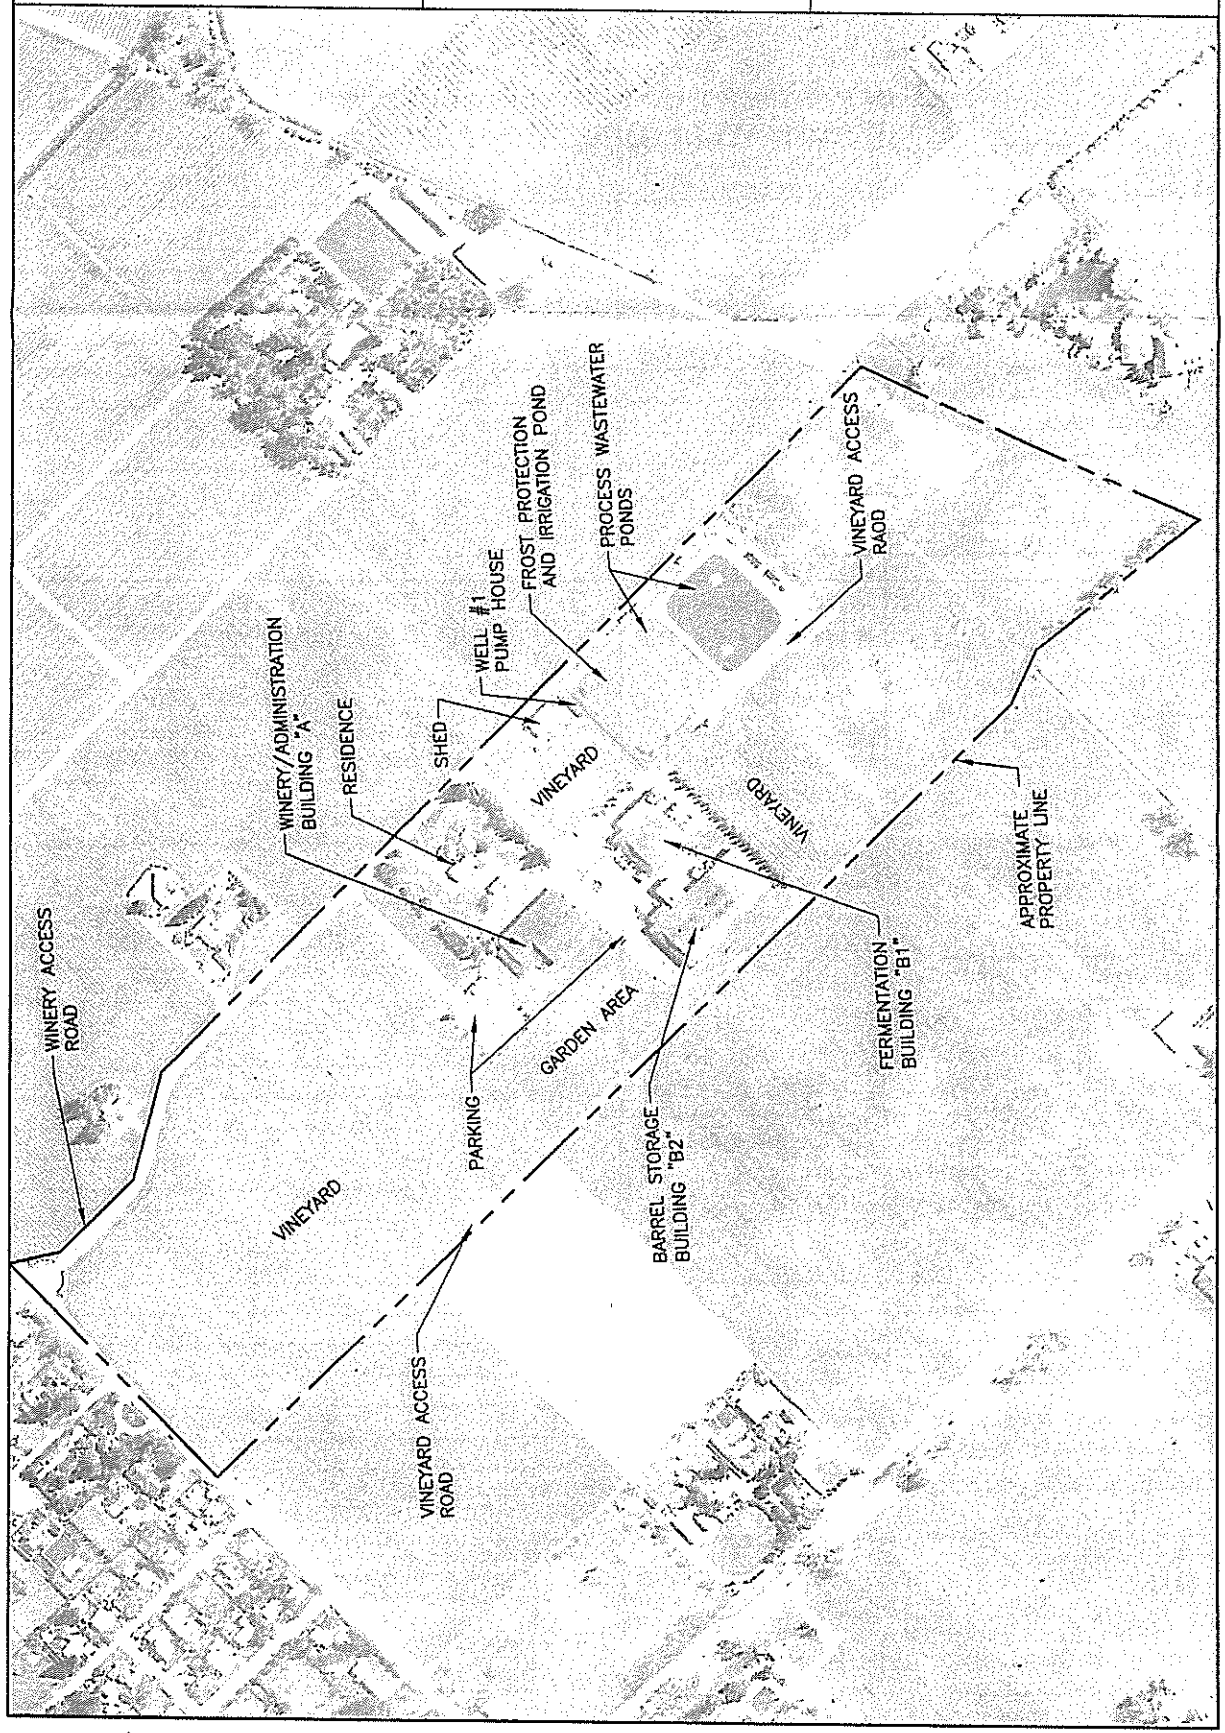 WINERY ACCESS
ROAD
WINERY/ADMINISTRATION
BUILDING "A"
RESIDENCE
SHED
WELL #1
PUMP HOUSE
FROST PROTECTION
AND IRRIGATION POND
PROCESS WASTEWATER
PONDS
VINEYARD ACCESS
RAOD
VINEYARD
VINEYARD
VINEYARD
PARKING
GARDEN AREA
VINEYARD ACCESS
ROAD
BARREL STORAGE
BUILDING "B2"
FERMENTATION
BUILDING "B1"
APPROXIMATE
PROPERTY LINE